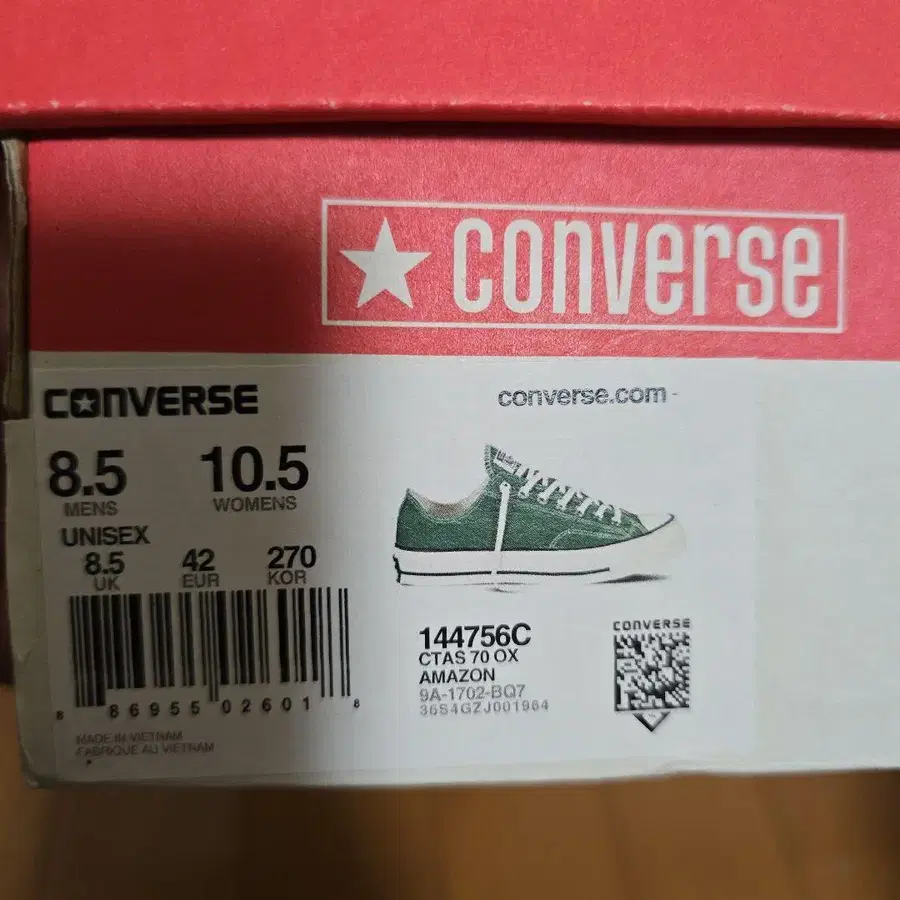 CONVERSE
CONVERSE
converse.com
8.5 10.5
MENS WOMENS
UNISEX
8.5 42 270
UK EUR KOR
8 86955 02601 8
MADE IN VIETNAM
FABRIQUE AU VIETNAM
144756C
CTAS 70 OX
AMAZON
9A-1702-BQ7
36S4GZJ001964
CONVERSE